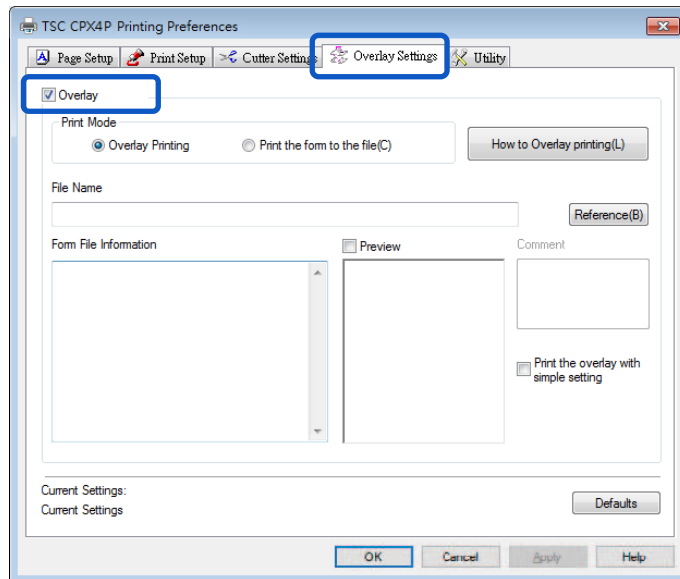 TSC CPX4P Printing Preferences
Page Setup Print Setup Cutter Settings Overlay Settings Utility
Overlay
Print Mode
Overlay Printing Print the form to the file(C) How to Overlay printing(L)
File Name
Reference(B)
Form File Information Preview Comment
Print the overlay with
simple setting
Current Settings:
Current Settings Defaults
OK Cancel Apply Help